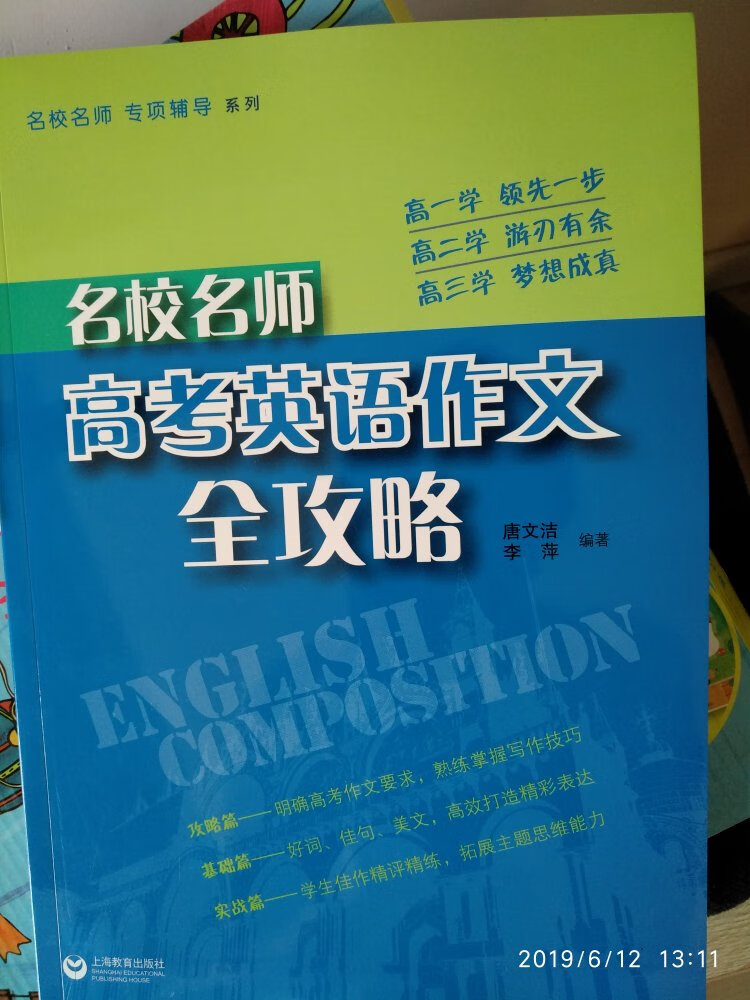 名校名师 专项辅导 系列
高一学 领先一步
高二学 游刃有余
高三学 梦想成真
名校名师
高考英语作文
全攻略
唐文洁
李 萍
编著
ENGLISH
COMPOSITION
攻略篇——明确高考作文要求，熟练掌握写作技巧
基础篇——好词、佳句、美文，高效打造精彩表达
实战篇——学生佳作精评精练，拓展主题思维能力
上海教育出版社
SHANGHAI EDUCATIONAL
PUBLISHING HOUSE
2019/6/12 13:11